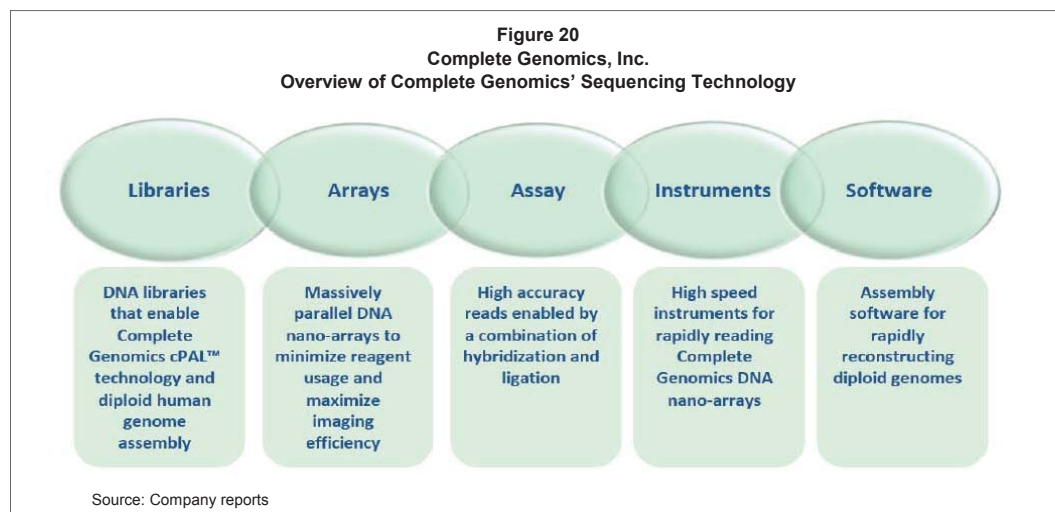 Figure 20
Complete Genomics, Inc.
Overview of Complete Genomics’ Sequencing Technology
Libraries
Arrays
Assay
Instruments
Software
DNA libraries
that enable
Complete
Genomics cPAL™
technology and
diploid human
genome
assembly
Massively
parallel DNA
nano-arrays to
minimize reagent
usage and
maximize
imaging
efficiency
High accuracy
reads enabled by
a combination of
hybridization and
ligation
High speed
instruments for
rapidly reading
Complete
Genomics DNA
nano-arrays
Assembly
software for
rapidly
reconstructing
diploid genomes
Source: Company reports